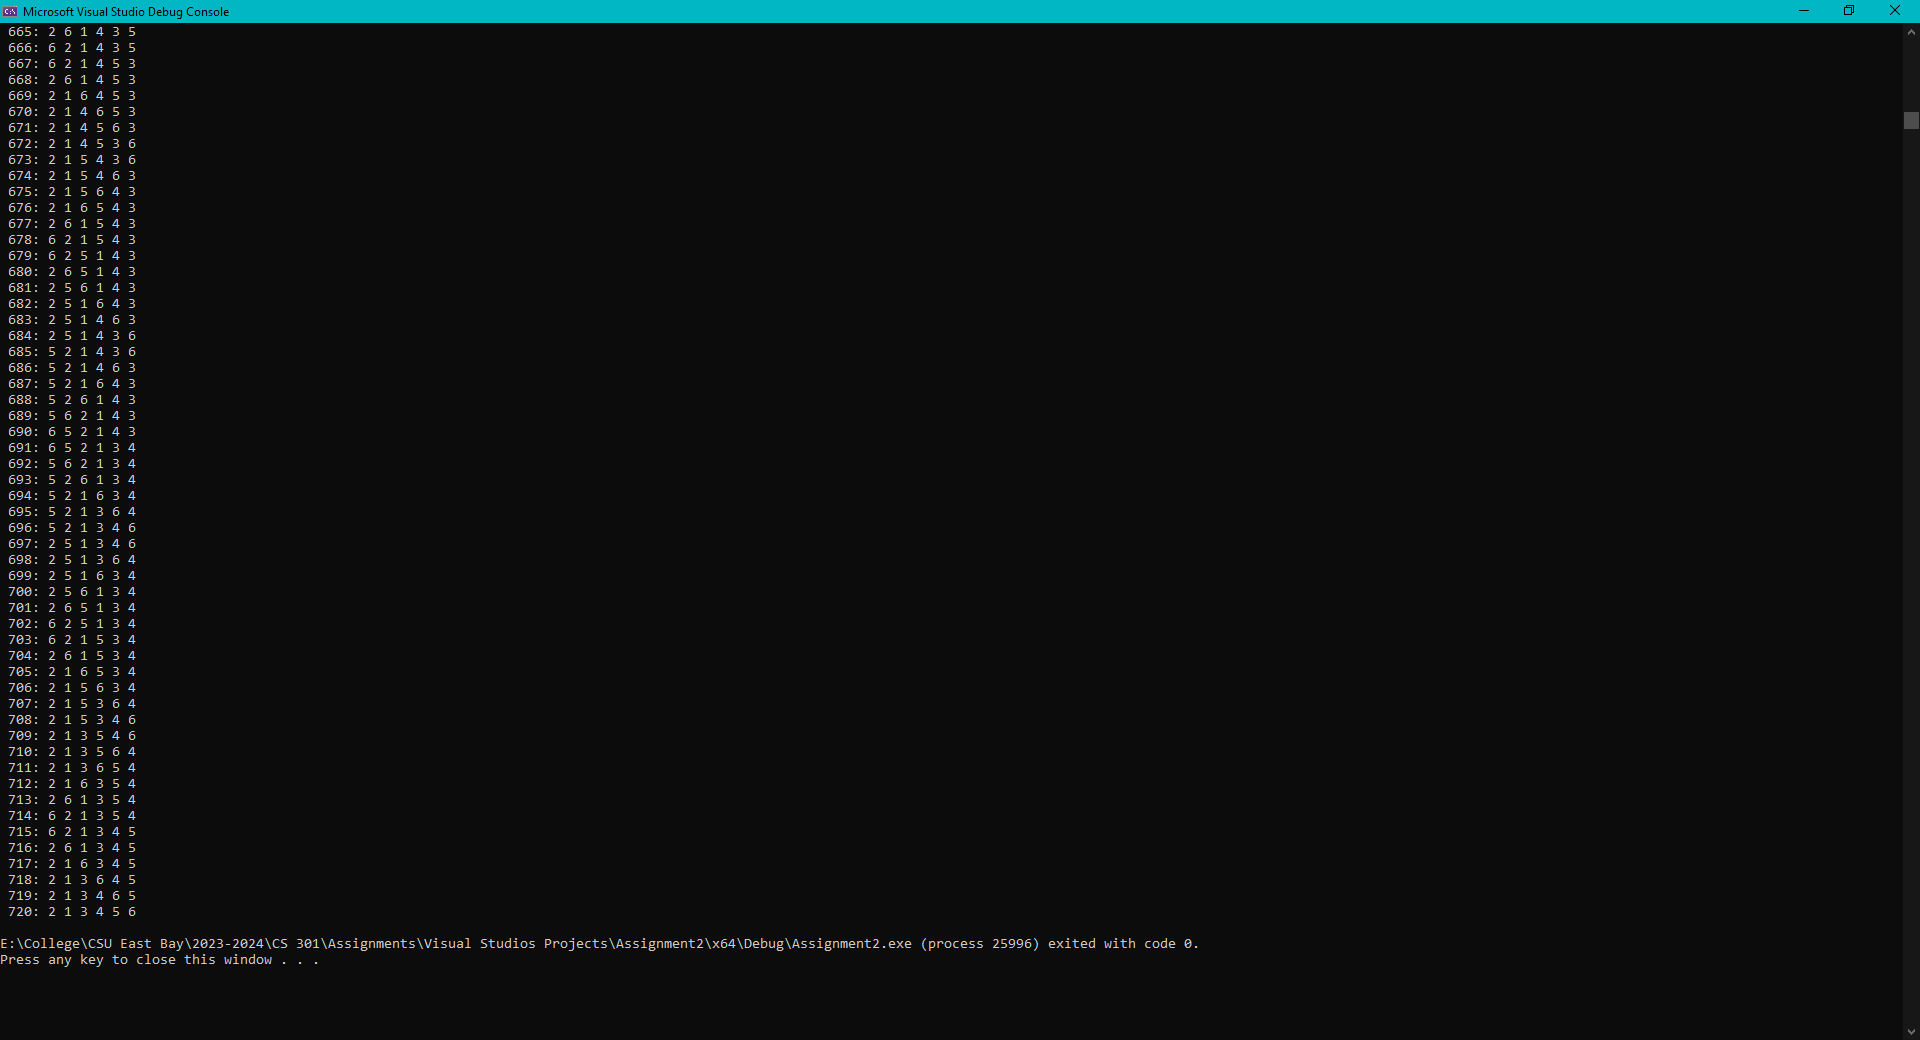 Microsoft Visual Studio Debug Console
665: 2 6 1 4 3 5
666: 6 2 1 4 3 5
667: 6 2 1 4 5 3
668: 2 6 1 4 5 3
669: 2 1 6 4 5 3
670: 2 1 4 6 5 3
671: 2 1 4 5 6 3
672: 2 1 4 5 3 6
673: 2 1 5 4 3 6
674: 2 1 5 4 6 3
675: 2 1 5 6 4 3
676: 2 1 6 5 4 3
677: 2 6 1 5 4 3
678: 6 2 1 5 4 3
679: 6 2 5 1 4 3
680: 2 6 5 1 4 3
681: 2 5 6 1 4 3
682: 2 5 1 6 4 3
683: 2 5 1 4 6 3
684: 2 5 1 4 3 6
685: 5 2 1 4 3 6
686: 5 2 1 4 6 3
687: 5 2 1 6 4 3
688: 5 2 6 1 4 3
689: 5 6 2 1 4 3
690: 6 5 2 1 4 3
691: 6 5 2 1 3 4
692: 5 6 2 1 3 4
693: 5 2 6 1 3 4
694: 5 2 1 6 3 4
695: 5 2 1 3 6 4
696: 5 2 1 3 4 6
697: 2 5 1 3 4 6
698: 2 5 1 3 6 4
699: 2 5 1 6 3 4
700: 2 5 6 1 3 4
701: 2 6 5 1 3 4
702: 6 2 5 1 3 4
703: 6 2 1 5 3 4
704: 2 6 1 5 3 4
705: 2 1 6 5 3 4
706: 2 1 5 6 3 4
707: 2 1 5 3 6 4
708: 2 1 5 3 4 6
709: 2 1 3 5 4 6
710: 2 1 3 5 6 4
711: 2 1 3 6 5 4
712: 2 1 6 3 5 4
713: 2 6 1 3 5 4
714: 6 2 1 3 5 4
715: 6 2 1 3 4 5
716: 2 6 1 3 4 5
717: 2 1 6 3 4 5
718: 2 1 3 6 4 5
719: 2 1 3 4 6 5
720: 2 1 3 4 5 6
E:\College\CSU East Bay\2023-2024\CS 301\Assignments\Visual Studios Projects\Assignment2\x64\Debug\Assignment2.exe (process 25996) exited with code 0.
Press any key to close this window . . .